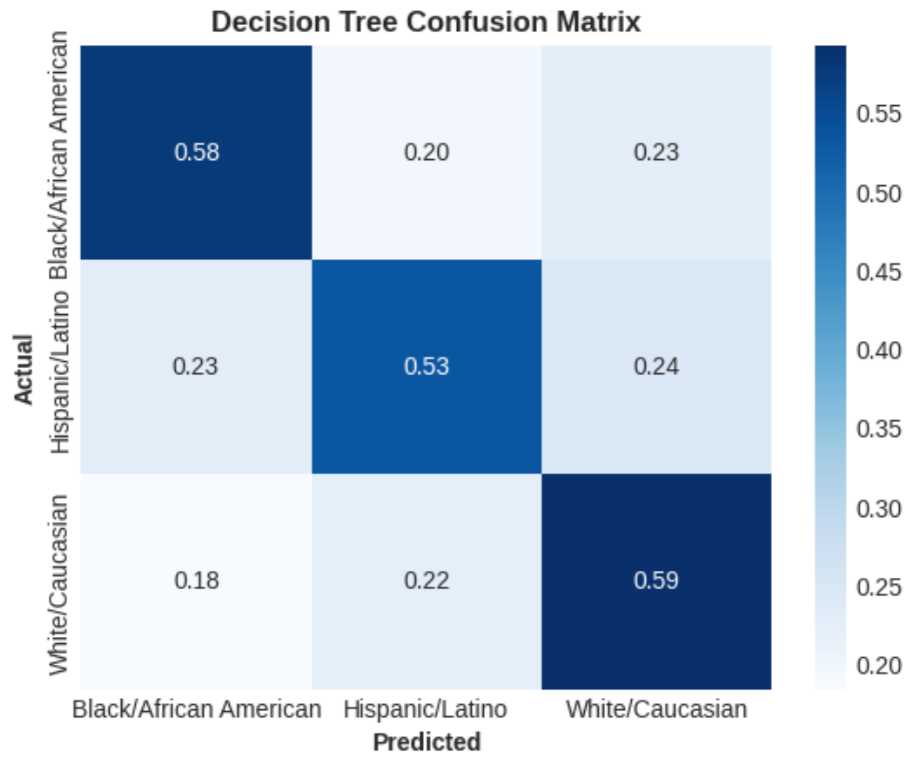 Decision Tree Confusion Matrix
Actual
Black/African American
0.58 0.20 0.23
Hispanic/Latino
0.23 0.53 0.24
White/Caucasian
0.18 0.22 0.59
Black/African American Hispanic/Latino White/Caucasian
Predicted
0.55
0.50
0.45
0.40
0.35
0.30
0.25
0.20